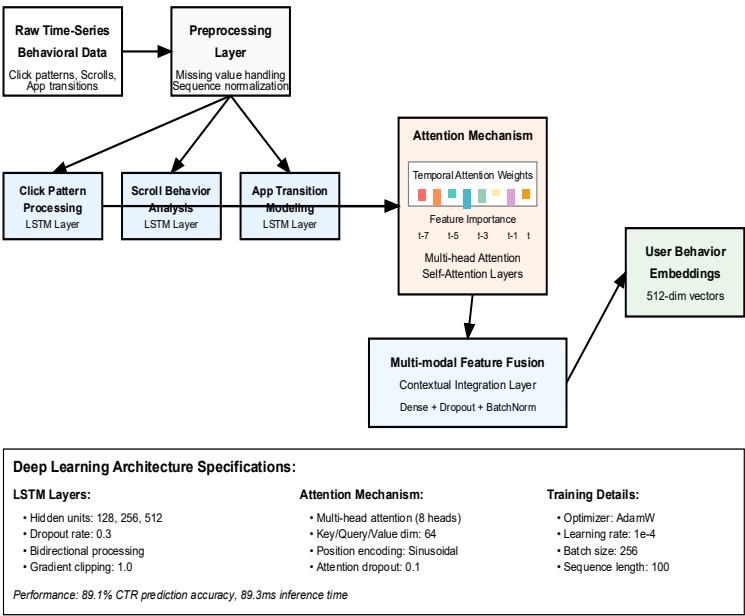 Raw Time-Series
Behavioral Data
Click patterns, Scrolls,
App transitions
Preprocessing
Layer
Missing value handling
Sequence normalization
Click Pattern
Processing
LSTM Layer
Scroll Behavior
Analysis
LSTM Layer
App Transition
Modeling
LSTM Layer
Attention Mechanism
Temporal Attention Weights
Feature Importance
t-7 t-5 t-3 t-1 t
Multi-head Attention
Self-Attention Layers
User Behavior
Embeddings
512-dim vectors
Multi-modal Feature Fusion
Contextual Integration Layer
Dense + Dropout + BatchNorm
Deep Learning Architecture Specifications:
LSTM Layers:
• Hidden units: 128, 256, 512
• Dropout rate: 0.3
• Bidirectional processing
• Gradient clipping: 1.0
Attention Mechanism:
• Multi-head attention (8 heads)
• Key/Query/Value dim: 64
• Position encoding: Sinusoidal
• Attention dropout: 0.1
Training Details:
• Optimizer: AdamW
• Learning rate: 1e-4
• Batch size: 256
• Sequence length: 100
Performance: 89.1% CTR prediction accuracy, 89.3ms inference time